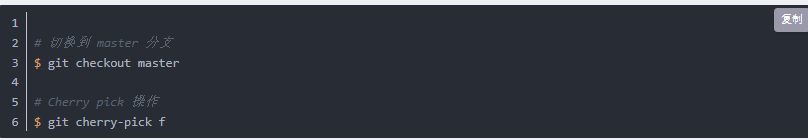 复制
1
2 # 切换到 master 分支
3 $ git checkout master
4
5 # Cherry pick 操作
6 $ git cherry-pick f